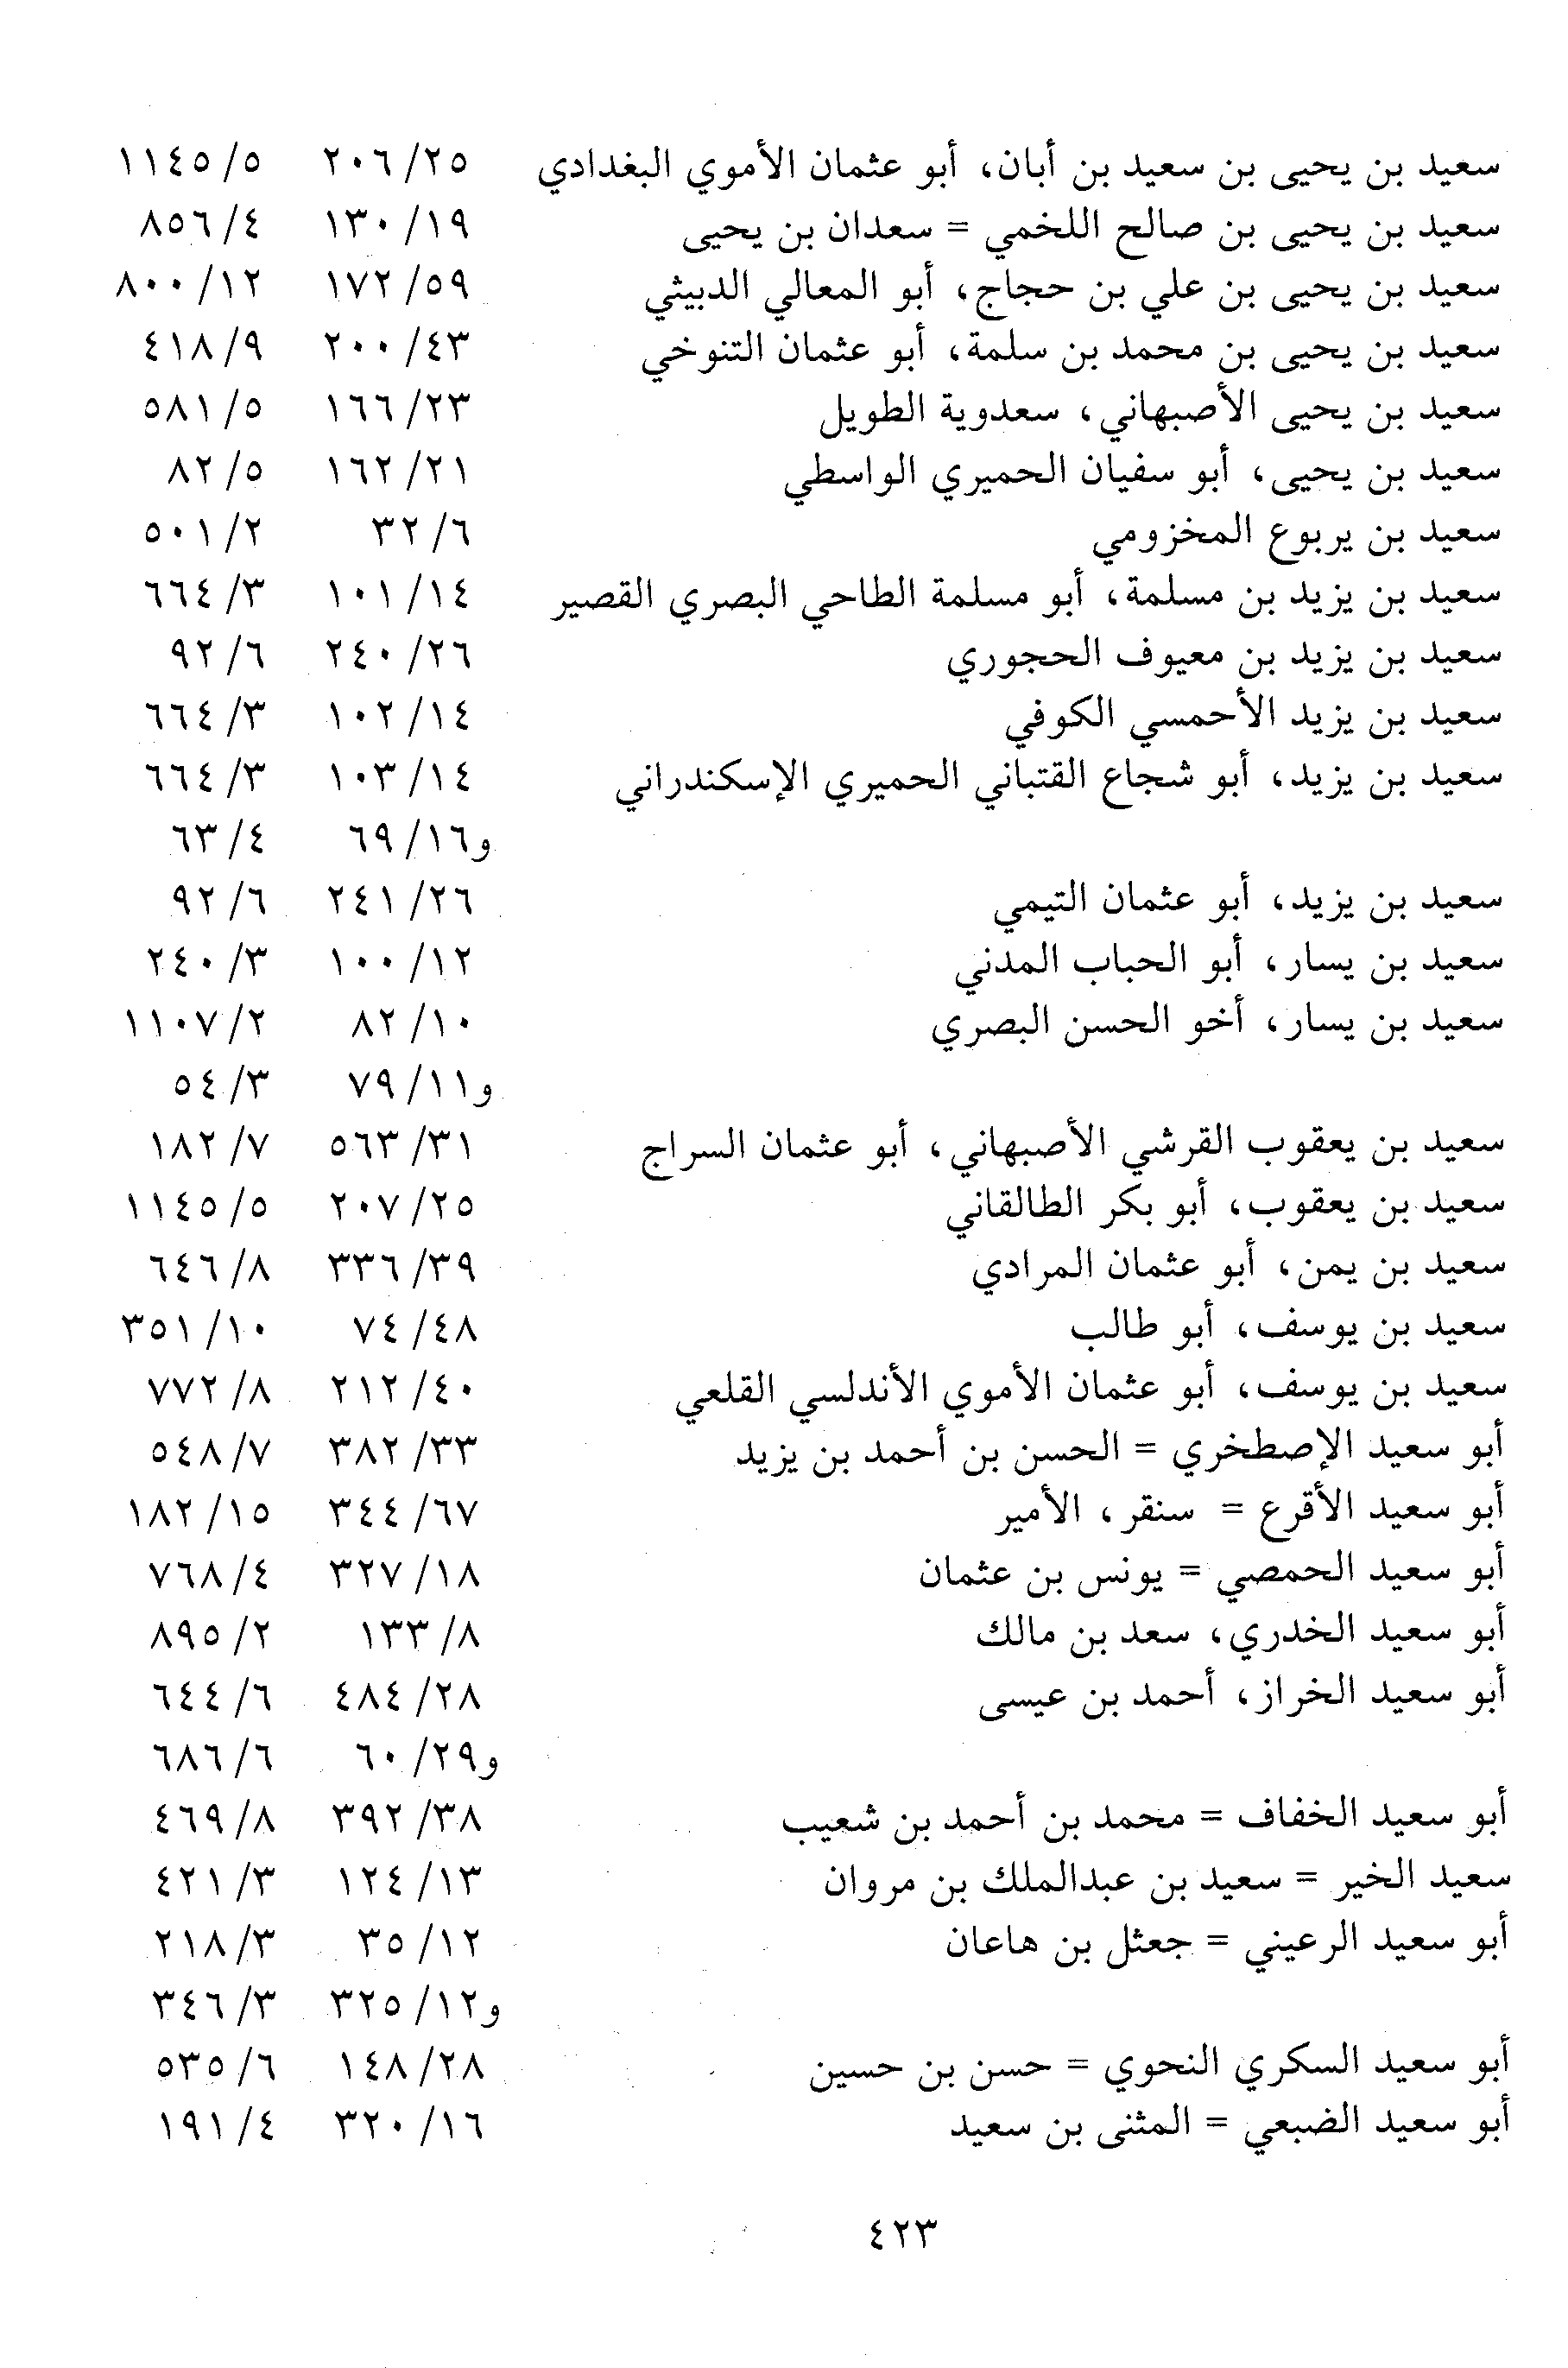 سعيد بن يحيى بن سعيد بن أبان، أبو عثمان الأموي البغدادي ٢٥/ ٢٠٦ ٥/ ١١٤٥
سعيد بن يحيى بن صالح اللخمي = سعدان بن يحيى ١٩/ ١٣٠ ٤/ ٨٥٦
سعيد بن يحيى بن علي بن حجاج، أبو المعالي الدبيثي ٥٩/ ١٧٢ ١٢/ ٨٠٠
سعيد بن يحيى بن محمد بن سلمة، أبو عثمان التنوخي ٤٣/ ٢٠٠ ٩/ ٤١٨
سعيد بن يحيى الأصبهاني، سعدوية الطويل ٢٣/ ١٦٦ ٥/ ٥٨١
سعيد بن يحيى، أبو سفيان الحميري الواسطي ٢١/ ١٦٢ ٥/ ٨٢
سعيد بن يربوع المخزومي ٦/ ٣٢ ٢/ ٥٠١
سعيد بن يزيد بن مسلمة، أبو مسلمة الطاحي البصري القصير ١٤/ ١٠١ ٣/ ٦٦٤
سعيد بن يزيد بن معيوف الحجوري ٢٦/ ٢٤٠ ٦/ ٩٢
سعيد بن يزيد الأحمسي الكوفي ١٤/ ١٠٢ ٣/ ٦٦٤
سعيد بن يزيد، أبو شجاع القتباني الحميري الإسكندراني ١٤/ ١٠٣ ٣/ ٦٦٤
و١٦/ ٦٩ ٤/ ٦٣
سعيد بن يزيد، أبو عثمان التيمي ٢٦/ ٢٤١ ٦/ ٩٢
سعيد بن يسار، أبو الحباب المدني ١٢/ ١٠٠ ٣/ ٢٤٠
سعيد بن يسار، أخو الحسن البصري ١٠/ ٨٢ ٢/ ١١٠٧
و١١/ ٧٩ ٣/ ٥٤
سعيد بن يعقوب القرشي الأصبهاني، أبو عثمان السراج ٣١/ ٥٦٣ ٧/ ١٨٢
سعيد بن يعقوب، أبو بكر الطالقاني ٢٥/ ٢٠٧ ٥/ ١١٤٥
سعيد بن يمن، أبو عثمان المرادي ٣٩/ ٣٣٦ ٨/ ٦٤٦
سعيد بن يوسف، أبو طالب ٤٨/ ٧٤ ١٠/ ٣٥١
سعيد بن يوسف، أبو عثمان الأموي الأندلسي القلعي ٤٠/ ٢١٢ ٨/ ٧٧٢
أبو سعيد الإصطخري = الحسن بن أحمد بن يزيد ٣٣/ ٣٨٢ ٧/ ٥٤٨
أبو سعيد الأقرع = سنقر، الأمير ٦٧/ ٣٤٤ ١٥/ ١٨٢
أبو سعيد الحمصي = يونس بن عثمان ١٨/ ٣٢٧ ٤/ ٧٦٨
أبو سعيد الخدري، سعد بن مالك ٨/ ١٣٣ ٢/ ٨٩٥
أبو سعيد الخراز، أحمد بن عيسى ٢٨/ ٤٨٤ ٦/ ٦٤٤
و٢٩/ ٦٠ ٦/ ٦٨٦
أبو سعيد الخفاف = محمد بن أحمد بن شعيب ٣٨/ ٣٩٢ ٨/ ٤٦٩
سعيد الخير = سعيد بن عبدالملك بن مروان ١٣/ ١٢٤ ٣/ ٤٢١
أبو سعيد الرعيني = جعثل بن هاعان ١٢/ ٣٥ ٣/ ٢١٨
و١٢/ ٣٢٥ ٣/ ٣٤٦
أبو سعيد السكري النحوي = حسن بن حسين ٢٨/ ١٤٨ ٦/ ٥٣٥
أبو سعيد الضبعي = المثنى بن سعيد ١٦/ ٣٢٠ ٤/ ١٩١
٤٢٣